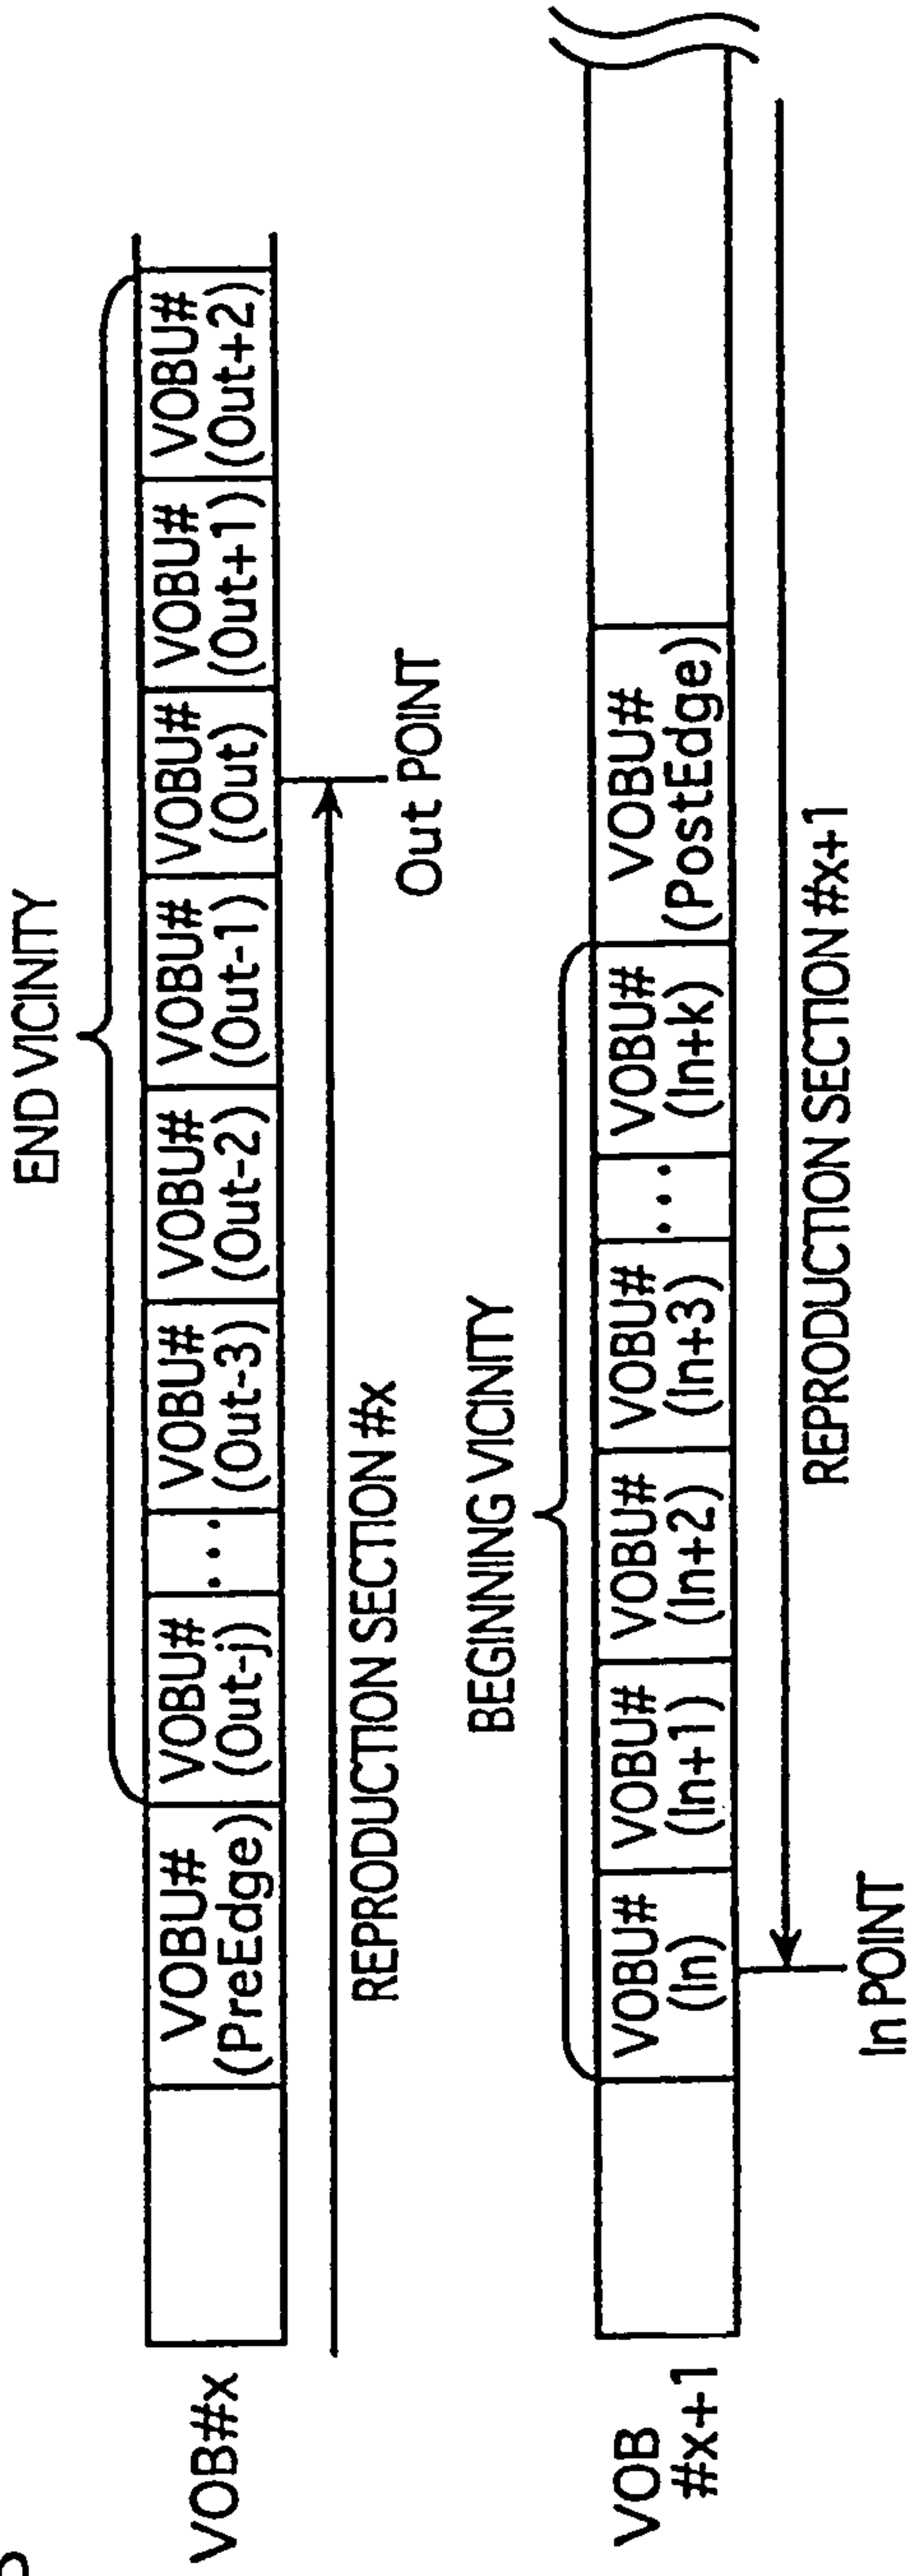 END VICINITY
VOB#x
VOBU#
(PreEdge)
VOBU#
(Out-j)
...
VOBU#
(Out-3)
VOBU#
(Out-2)
VOBU#
(Out-1)
VOBU#
(Out)
VOBU#
(Out+1)
VOBU#
(Out+2)
REPRODUCTION SECTION #x
Out POINT
BEGINNING VICINITY
VOB
#x+1
VOBU#
(In)
VOBU#
(In+1)
VOBU#
(In+2)
VOBU#
(In+3)
...
VOBU#
(In+k)
VOBU#
(PostEdge)
In POINT
REPRODUCTION SECTION #x+1